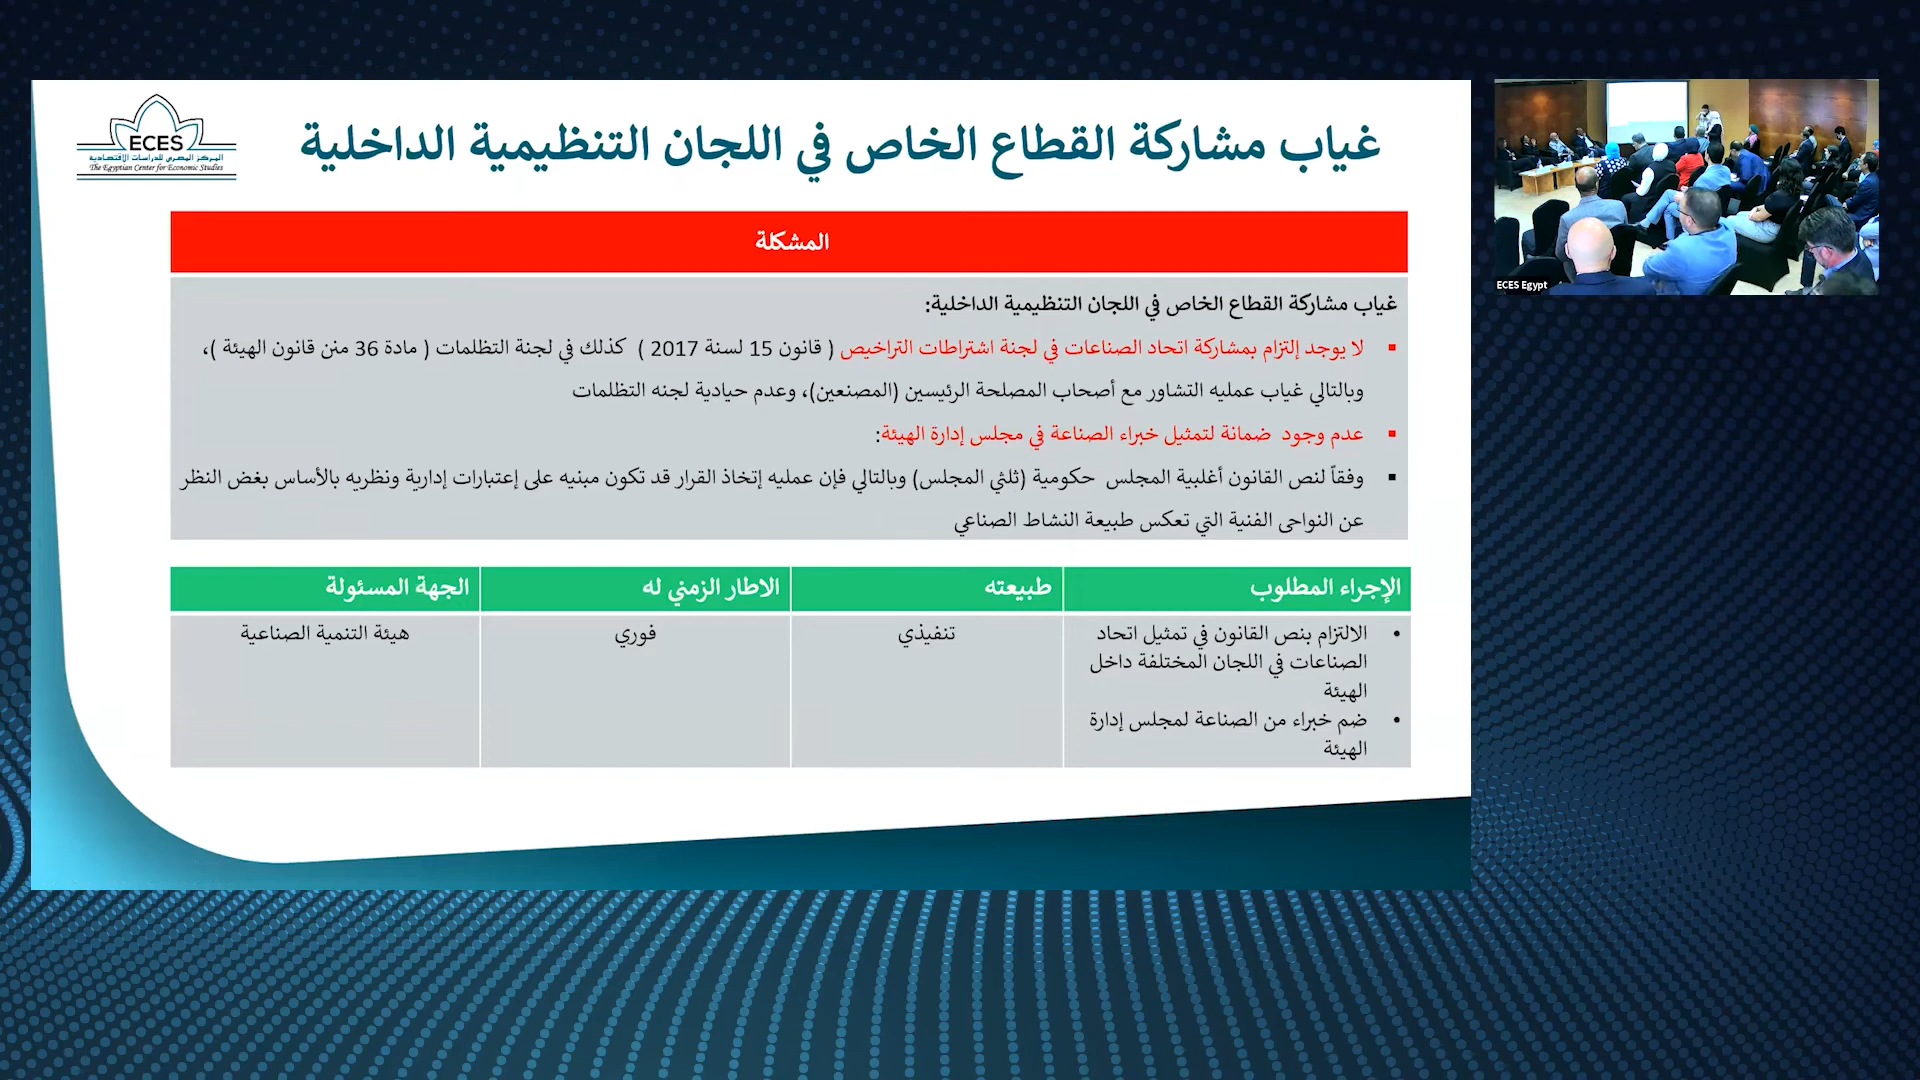 ECES
المركز المصري للدراسات الاقتصادية
The Egyptian Center for Economic Studies
غياب مشاركة القطاع الخاص في اللجان التنظيمية الداخلية
المشكلة
غياب مشاركة القطاع الخاص في اللجان التنظيمية الداخلية:
▪ لا يوجد إلتزام بمشاركة اتحاد الصناعات في لجنة اشتراطات التراخيص ( قانون 15 لسنة 2017 ) كذلك في لجنة التظلمات ( مادة 36 منن قانون الهيئة )،
وبالتالي غياب عمليه التشاور مع أصحاب المصلحة الرئيسين (المصنعين)، وعدم حيادية لجنه التظلمات
▪ عدم وجود ضمانة لتمثيل خبراء الصناعة في مجلس إدارة الهيئة:
▪ وفقاً لنص القانون أغلبية المجلس حكومية (ثلثي المجلس) وبالتالي فإن عمليه إتخاذ القرار قد تكون مبنيه على إعتبارات إدارية ونظريه بالأساس بغض النظر
عن النواحى الفنية التي تعكس طبيعة النشاط الصناعي
الإجراء المطلوب
طبيعته
الاطار الزمني له
الجهة المسئولة
• الالتزام بنص القانون في تمثيل اتحاد
الصناعات في اللجان المختلفة داخل
الهيئة
• ضم خبراء من الصناعة لمجلس إدارة
الهيئة
تنفيذي
فوري
هيئة التنمية الصناعية
ECES Egypt